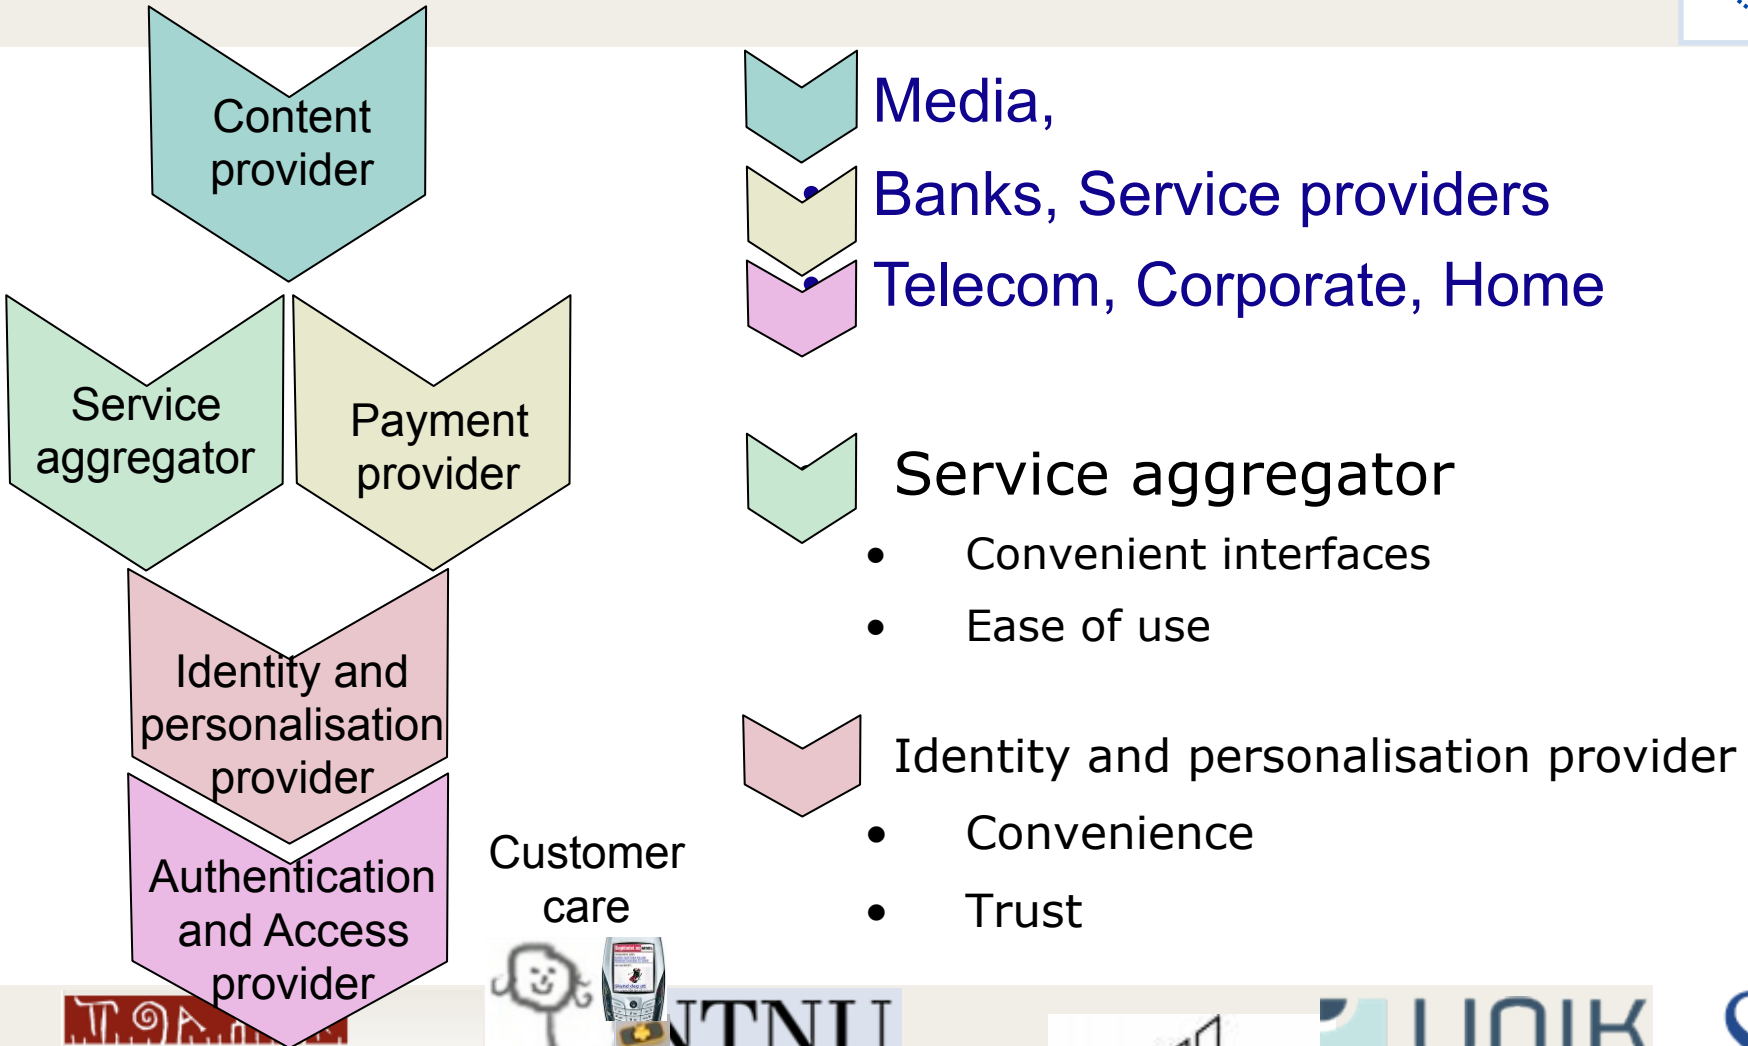 Content
provider
Service
aggregator
Payment
provider
Identity and
personalisation
provider
Authentication
and Access
provider
Customer
care
Media,
• Banks, Service providers
• Telecom, Corporate, Home
Service aggregator
• Convenient interfaces
• Ease of use
Identity and personalisation provider
• Convenience
• Trust
NTNU
UNIK